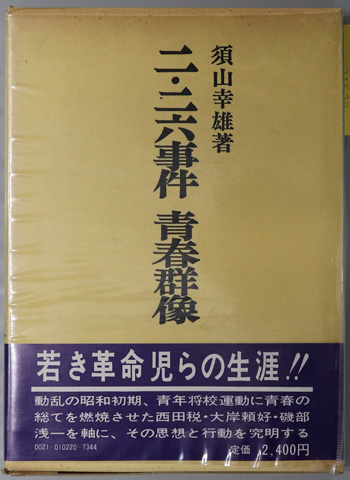 須山幸雄著
二・二六事件 青春群像
若き革命児らの生涯!!
動乱の昭和初期、青年将校運動に青春の
総てを燃焼させた西田税・大岸頼好・磯部
浅一を軸に、その思想と行動を究明する
0021-010220-7344
定価 2,400円